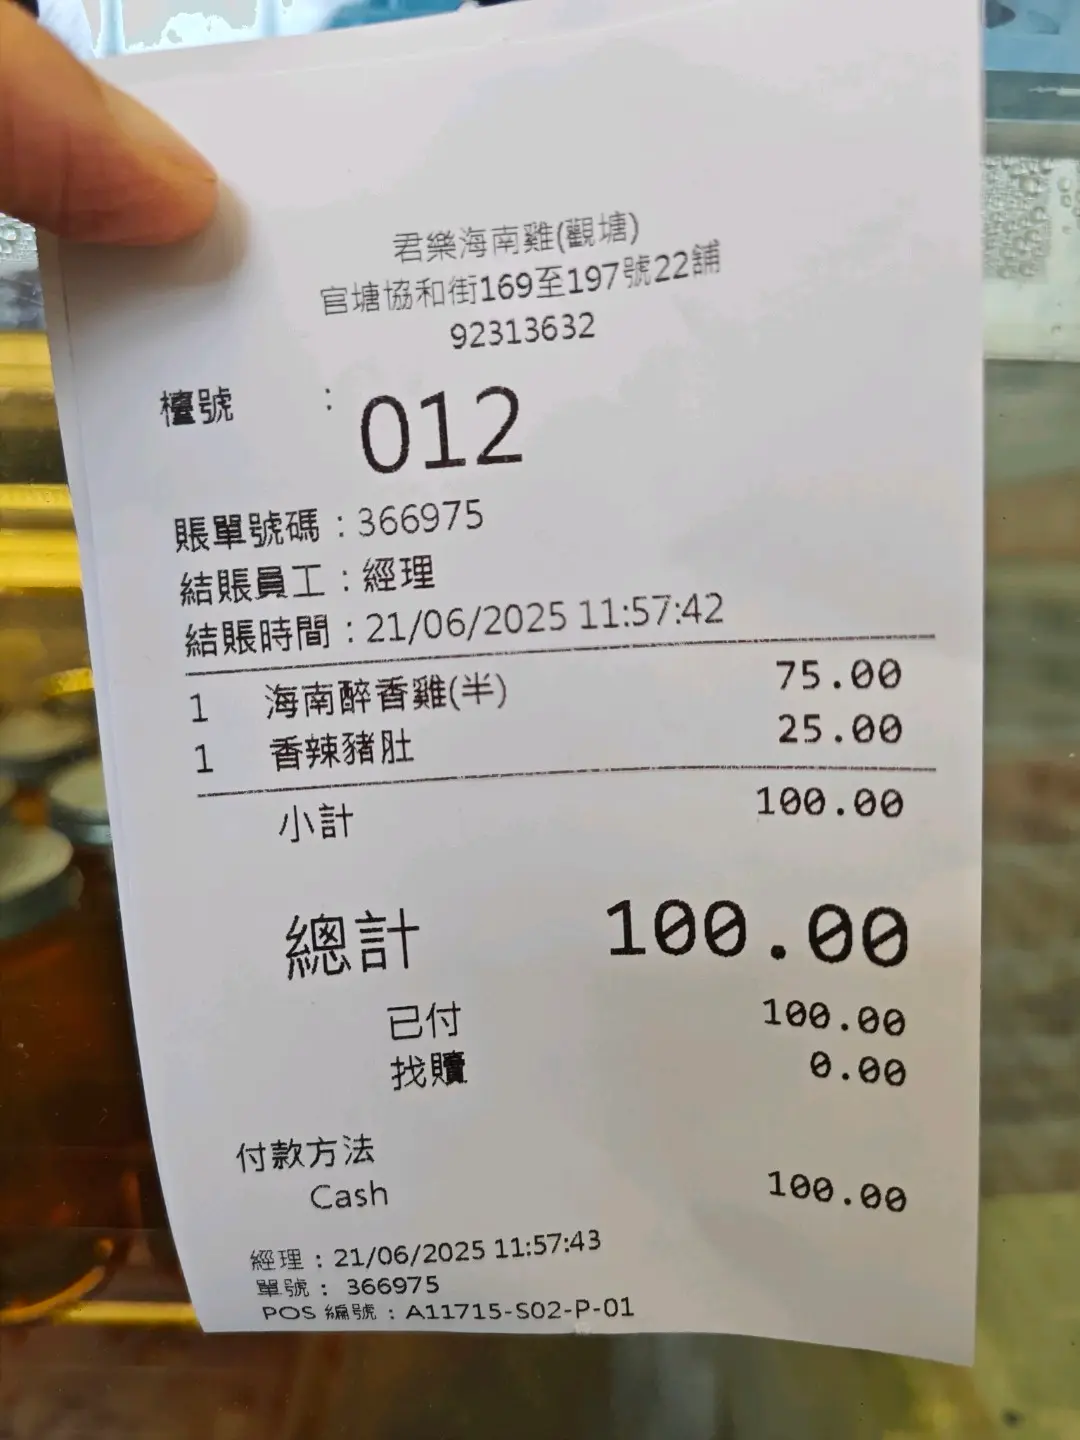 君樂海南雞(觀塘)
官塘協和街169至197號22舖
92313632
檯號 : 012
賬單號碼 : 366975
結賬員工 : 經理
結賬時間 : 21/06/2025 11:57:42
1 海南醉香雞(半) 75.00
1 香辣豬肚 25.00
小計 100.00
總計 100.00
已付 100.00
找贖 0.00
付款方法
Cash 100.00
經理 : 21/06/2025 11:57:43
單號 : 366975
POS 編號 : A11715-S02-P-01